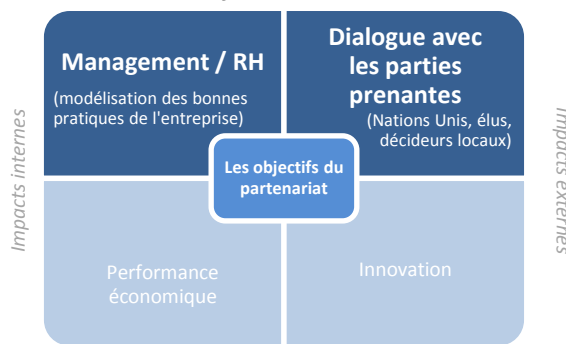 Management / RH
(modélisation des bonnes
pratiques de l'entreprise)
Dialogue avec
les parties
prenantes
(Nations Unis, élus,
décideurs locaux)
Impacts internes
Les objectifs du
partenariat
Impacts externes
Performance
économique
Innovation